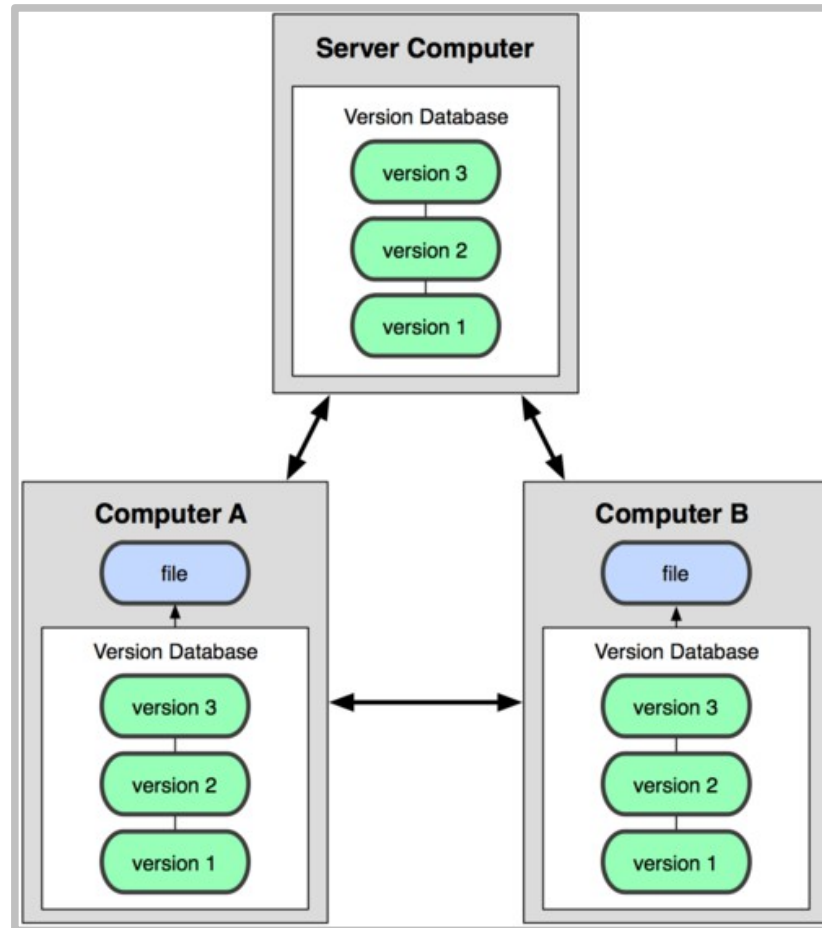 Server Computer
Version Database
version 3
version 2
version 1
Computer A
file
Version Database
version 3
version 2
version 1
Computer B
file
Version Database
version 3
version 2
version 1